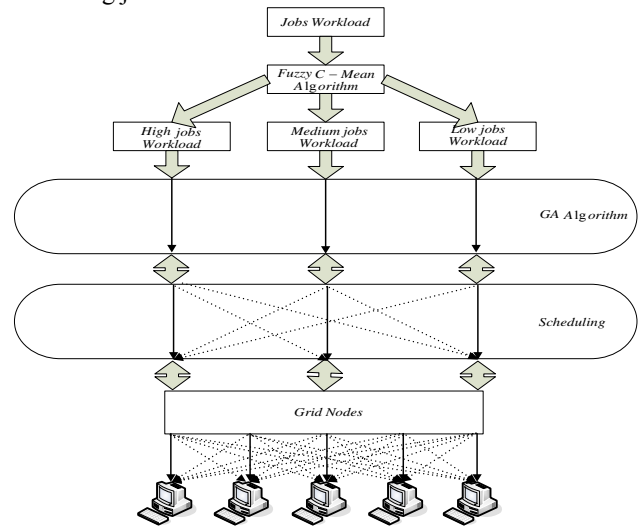 Jobs Workload
Fuzzy C – Mean
Algorithm
High jobs
Workload
Medium jobs
Workload
Low jobs
Workload
GA Algorithm
Scheduling
Grid Nodes